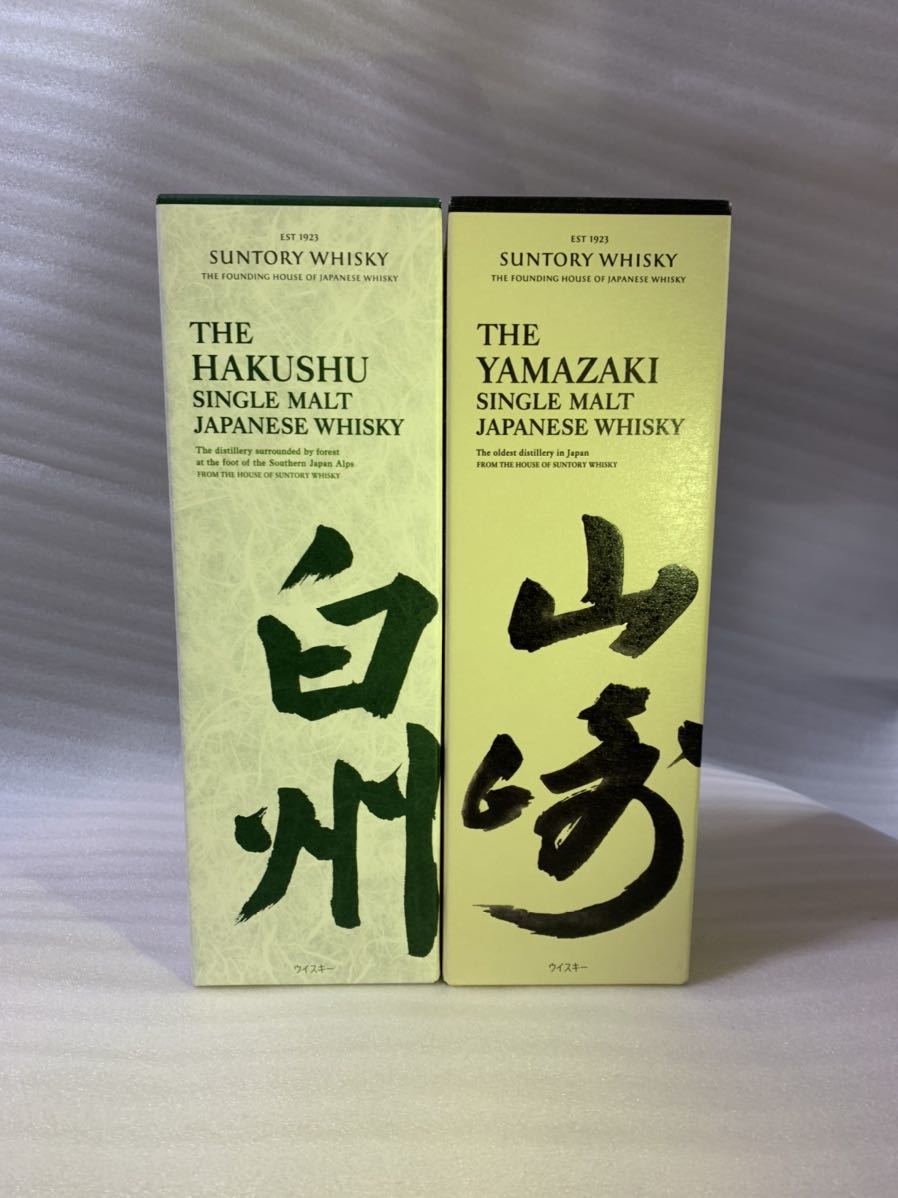 EST 1923
SUNTORY WHISKY
THE FOUNDING HOUSE OF JAPANESE WHISKY
THE
HAKUSHU
SINGLE MALT
JAPANESE WHISKY
The distillery surrounded by forest
at the foot of the Southern Japan Alps
FROM THE HOUSE OF SUNTORY WHISKY
白州
ウイスキー
EST 1923
SUNTORY WHISKY
THE FOUNDING HOUSE OF JAPANESE WHISKY
THE
YAMAZAKI
SINGLE MALT
JAPANESE WHISKY
The oldest distillery in Japan
FROM THE HOUSE OF SUNTORY WHISKY
山崎
ウイスキー